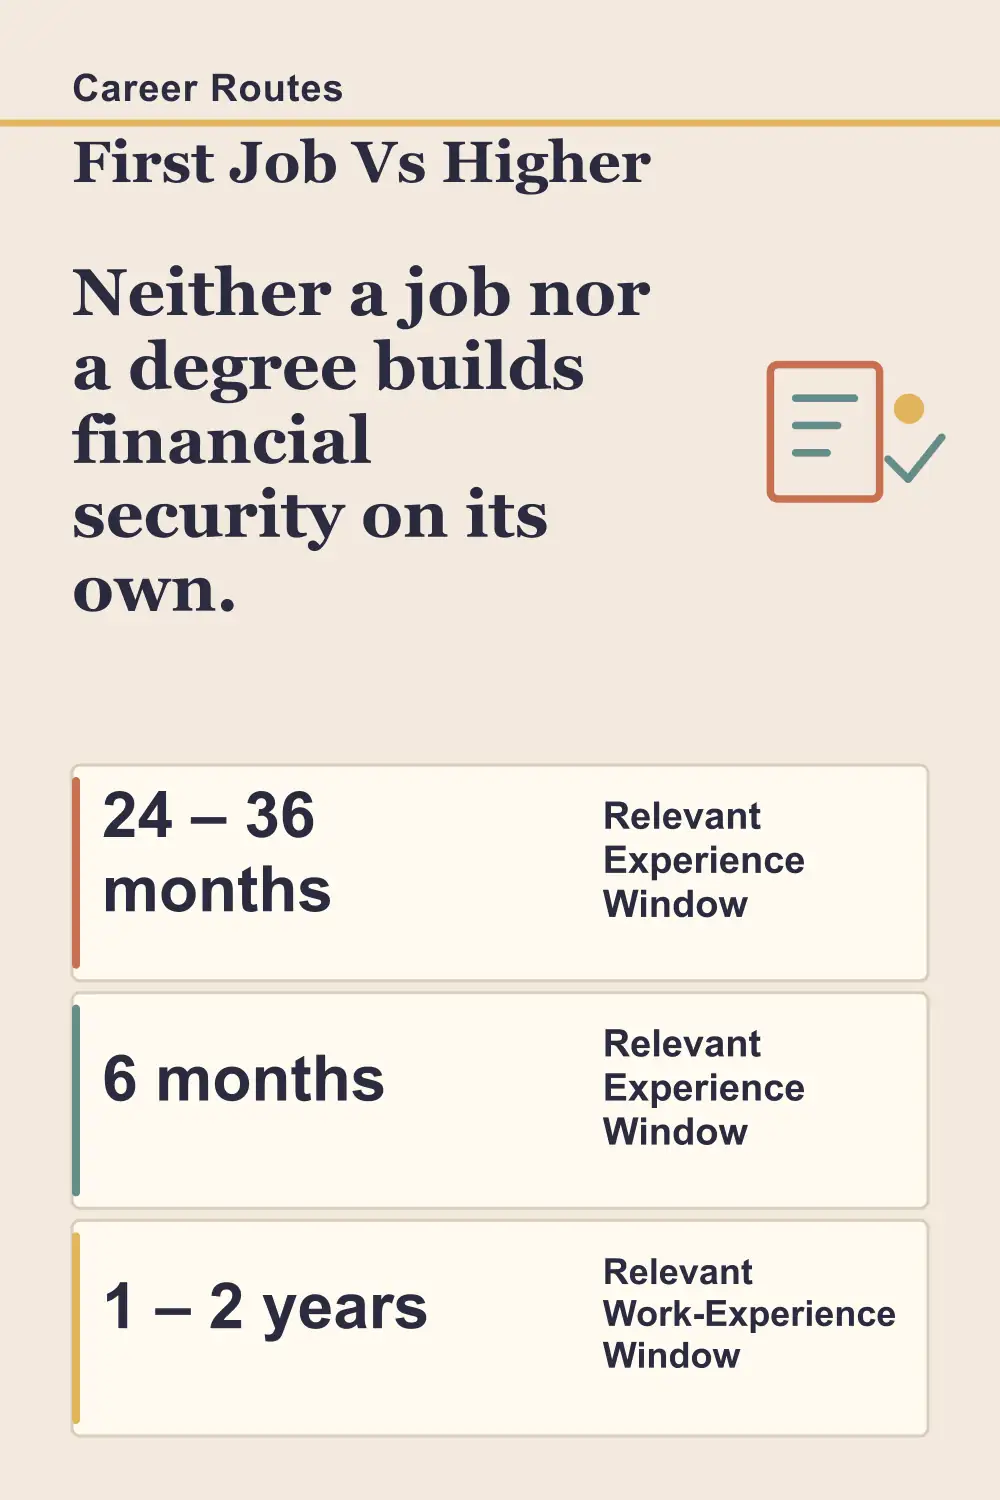 Career Routes
First Job Vs Higher
Neither a job nor
a degree builds
financial
security on its
own.
24 – 36
months
Relevant
Experience
Window
6 months
Relevant
Experience
Window
1 – 2 years
Relevant
Work-Experience
Window